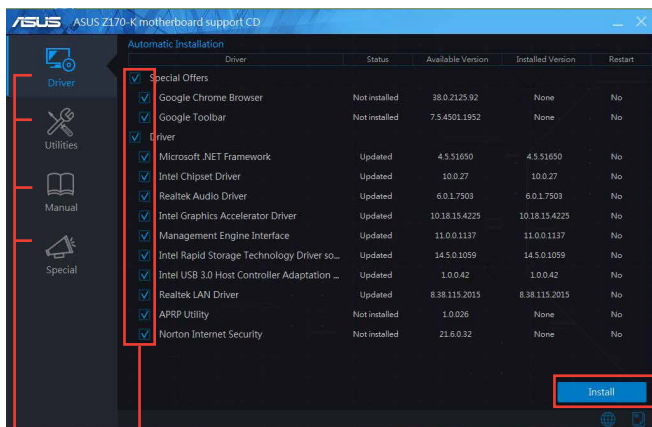 ASUS ASUS Z170-K motherboard support CD
Automatic Installation
Driver Status Available Version Installed Version Restart
Special Offers
Google Chrome Browser Not installed 38.0.2125.92 None No
Google Toolbar Not installed 7.5.4501.1952 None No
Driver
Microsoft .NET Framework Updated 4.5.51650 4.5.51650 No
Intel Chipset Driver Updated 10.0.27 10.0.27 No
Realtek Audio Driver Updated 6.0.1.7503 6.0.1.7503 No
Intel Graphics Accelerator Driver Updated 10.18.15.4225 10.18.15.4225 No
Management Engine Interface Updated 11.0.0.1137 11.0.0.1137 No
Intel Rapid Storage Technology Driver so... Updated 14.5.0.1059 14.5.0.1059 No
Intel USB 3.0 Host Controller Adaptation ... Updated 1.0.0.42 1.0.0.42 No
Realtek LAN Driver Updated 8.38.115.2015 8.38.115.2015 No
APRP Utility Not installed 1.0.026 None No
Norton Internet Security Not installed 21.6.0.32 None No
Driver
Utilities
Manual
Special
Install